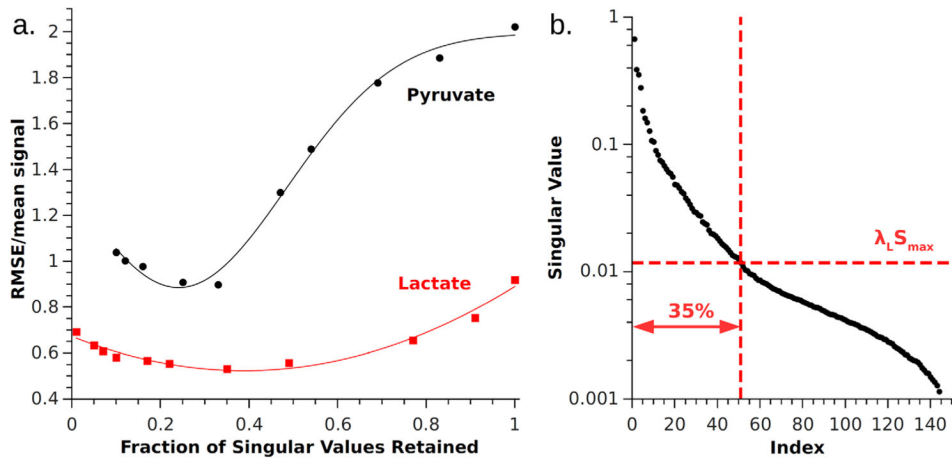 a.
2
1.8
1.6
1.4
1.2
1
0.8
0.6
0.4
RMSE/mean signal
Pyruvate
Lactate
0 0.2 0.4 0.6 0.8 1
Fraction of Singular Values Retained
b.
1
0.1
0.01
0.001
Singular Value
λLSmax
35%
0 20 40 60 80 100 120 140
Index